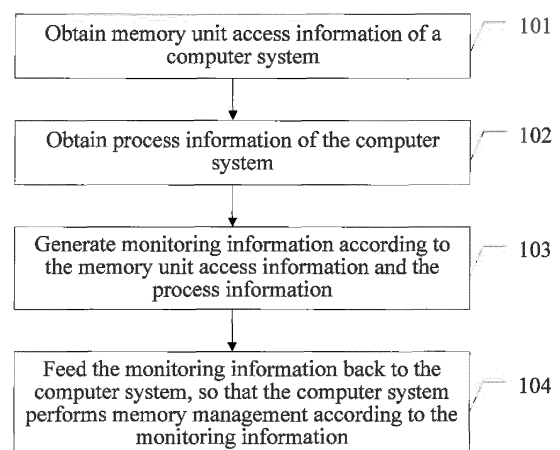 Obtain memory unit access information of a
computer system
101
Obtain process information of the computer
system
102
Generate monitoring information according to
the memory unit access information and the
process information
103
Feed the monitoring information back to the
computer system, so that the computer system
performs memory management according to the
monitoring information
104